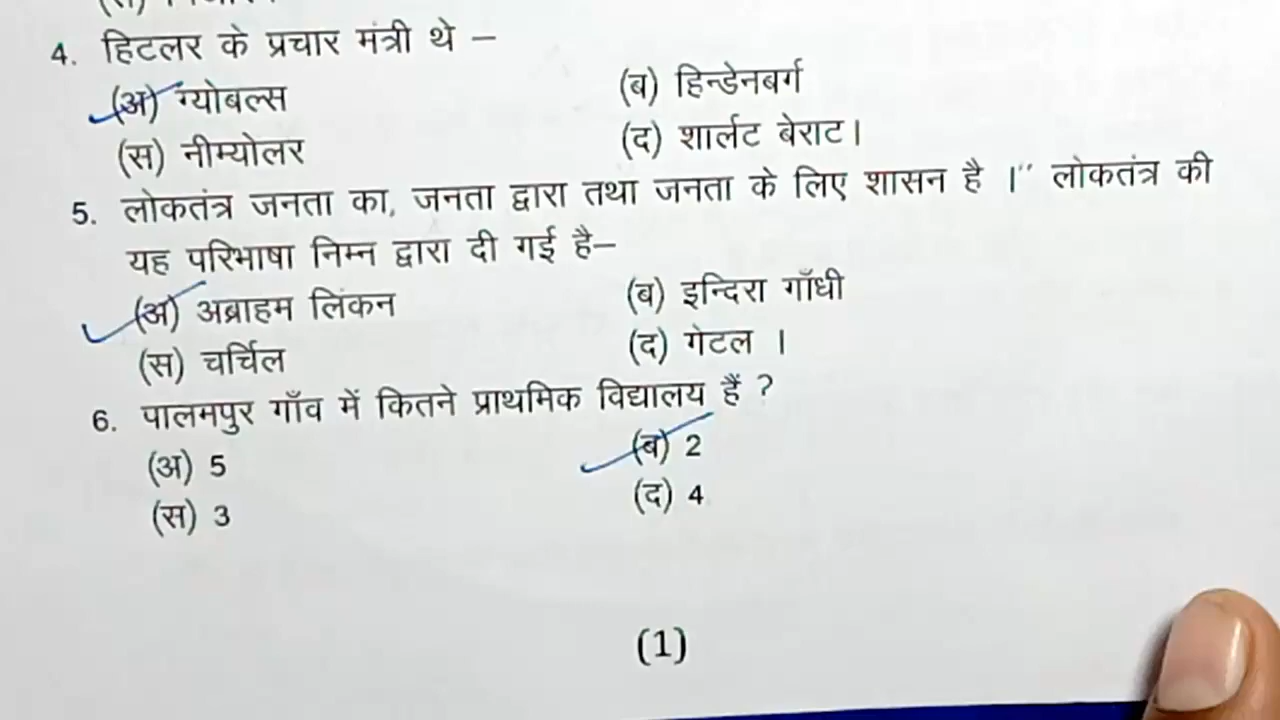 4. हिटलर के प्रचार मंत्री थे –
(अ) ग्योबल्स (ब) हिन्डेनबर्ग
(स) नीम्योलर (द) शार्लट बेराट।
5. लोकतंत्र जनता का, जनता द्वारा तथा जनता के लिए शासन है ।” लोकतंत्र की
यह परिभाषा निम्न द्वारा दी गई है–
(अ) अब्राहम लिंकन (ब) इन्दिरा गाँधी
(स) चर्चिल (द) गेटल ।
6. पालमपुर गाँव में कितने प्राथमिक विद्यालय हैं ?
(अ) 5 (ब) 2
(स) 3 (द) 4
(1)